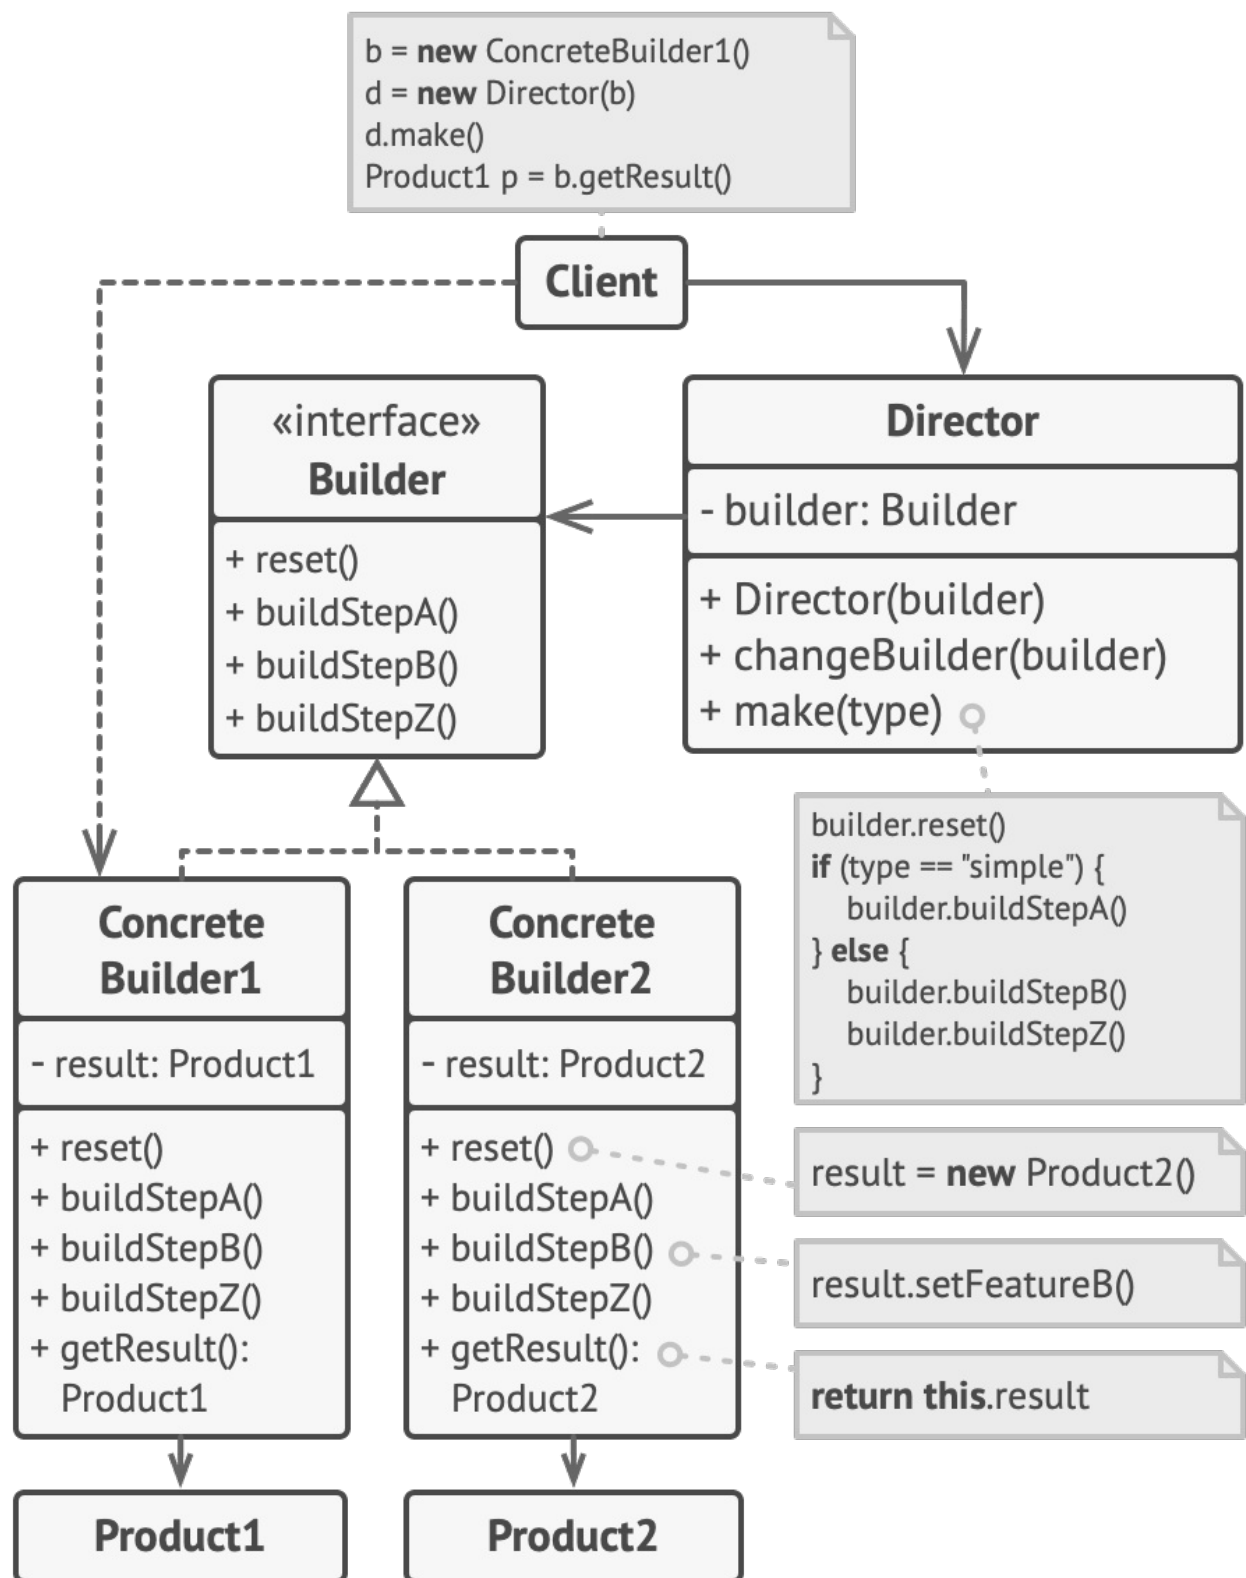 b = new ConcreteBuilder1()
d = new Director(b)
d.make()
Product1 p = b.getResult()
Client
«interface»
Builder
+ reset()
+ buildStepA()
+ buildStepB()
+ buildStepZ()
Director
- builder: Builder
+ Director(builder)
+ changeBuilder(builder)
+ make(type)
builder.reset()
if (type == "simple") {
builder.buildStepA()
} else {
builder.buildStepB()
builder.buildStepZ()
}
Concrete
Builder1
- result: Product1
+ reset()
+ buildStepA()
+ buildStepB()
+ buildStepZ()
+ getResult():
Product1
Concrete
Builder2
- result: Product2
+ reset()
+ buildStepA()
+ buildStepB()
+ buildStepZ()
+ getResult():
Product2
result = new Product2()
result.setFeatureB()
return this.result
Product1
Product2